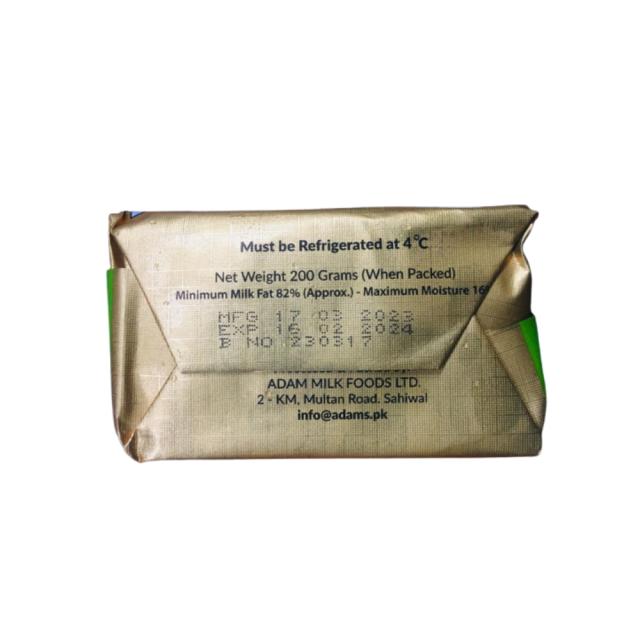 Must be Refrigerated at 4°C
Net Weight 200 Grams (When Packed)
Minimum Milk Fat 82% (Approx.) - Maximum Moisture 16
MFG 17 03 2023
EXP 16 02 2024
B NO 230317
ADAM MILK FOODS LTD.
2 - KM, Multan Road. Sahiwal
info@adams.pk